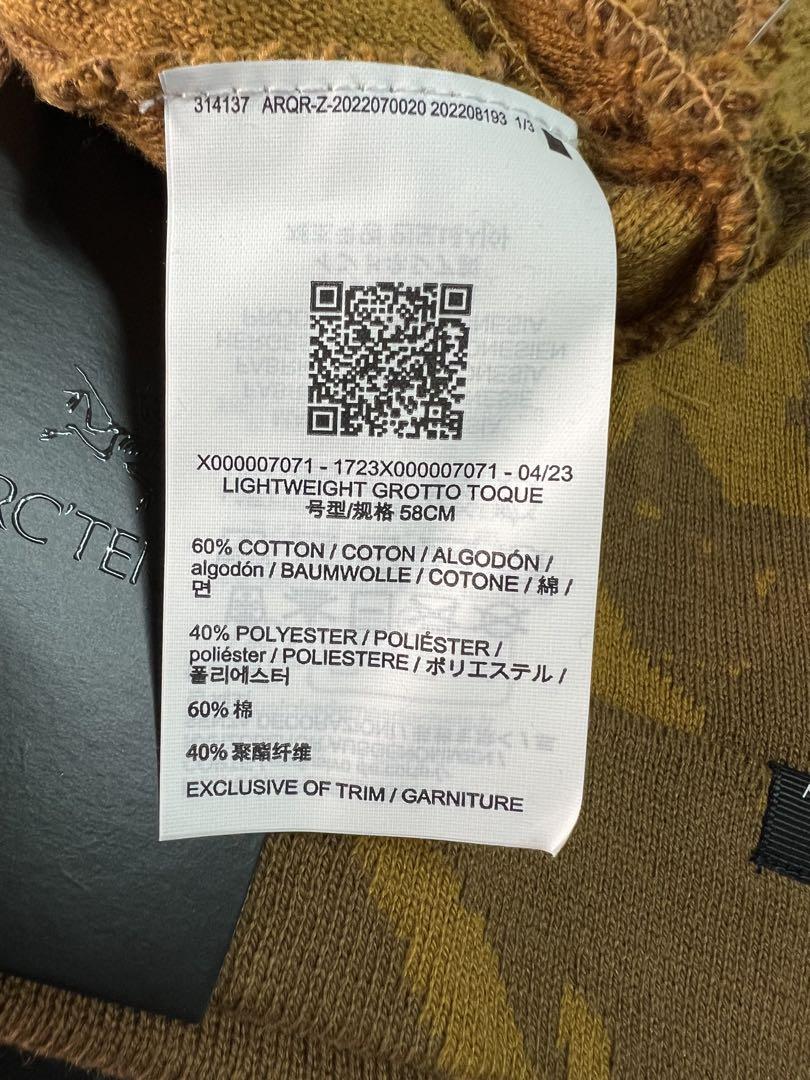 314137 ARQR-Z-2022070020 202208193 1/3
X000007071 - 1723X000007071 - 04/23
LIGHTWEIGHT GROTTO TOQUE
号型/规格 58CM
60% COTTON / COTON / ALGODÓN /
algodón / BAUMWOLLE / COTONE / 綿 /
면
40% POLYESTER / POLIÉSTER /
poliéster / POLIESTERE / ポリエステル /
폴리에스터
60% 棉
40% 聚酯纤维
EXCLUSIVE OF TRIM / GARNITURE
RC'TE